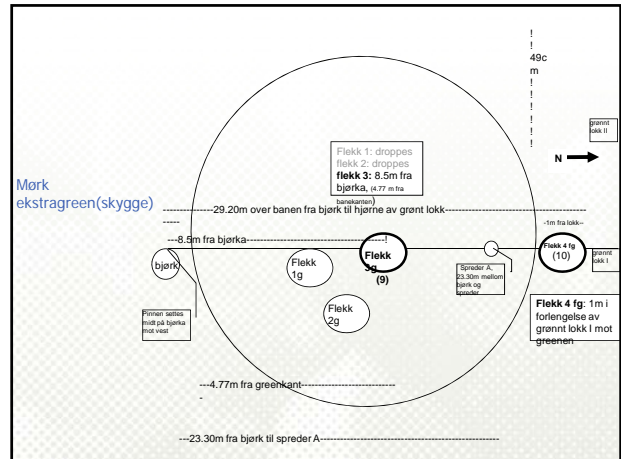 !
!
49c
m
!
!
!
!
!
!
grønnt
lokk II
N
Flekk 1: droppes
flekk 2: droppes
flekk 3: 8.5m fra
bjørka, (4.77 m fra
banekanten)
Mørk
ekstragreen(skygge)
------------29.20m over banen fra bjørk til hjørne av grønt lokk-----------------------------------
-----
-1m fra lokk--
---8.5m fra bjørka-----------------------------------!
bjørk
Flekk
1g
Flekk
3g
(9)
Flekk 4 fg
(10)
grønnt
lokk I
Spreder A,
23.30m mellom
bjørk og
spreder
Flekk
2g
Pinnen settes
midt på bjørka
mot vest
Flekk 4 fg: 1m i
forlengelse av
grønnt lokk I mot
greenen
---4.77m fra greenkant-----------------------
-
---23.30m fra bjørk til spreder A--------------------------------------------